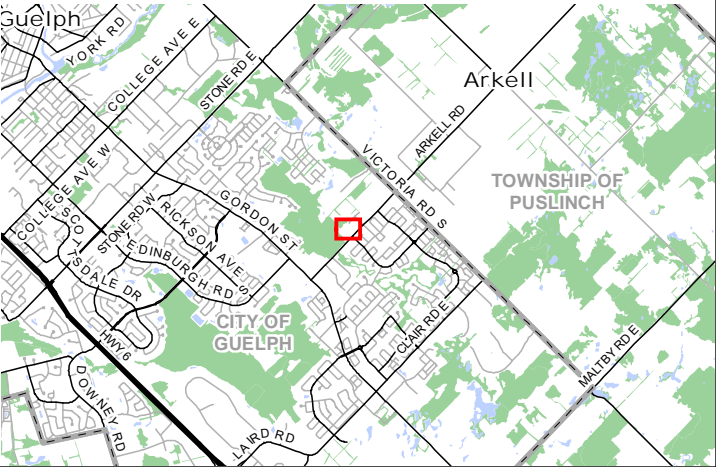 Guelph
YORK RD
COLLEGE AVE E
STONE RD E
Arkell
ARKELL RD
VICTORIA RD S
TOWNSHIP OF
PUSLINCH
COLLEGE AVE W
SCOTTSDALE DR
STONE RD W
EDINBURGH RD S
RICKSON AVE
GORDON ST
CITY OF
GUELPH
HWY 6
CLAIR RD E
MALTBY RD E
DOWNEY RD
LAIRD RD